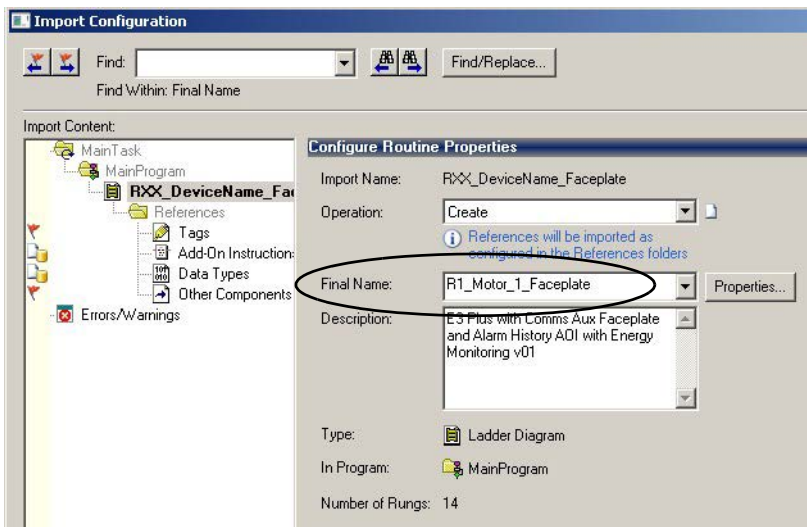 Import Configuration
Find:
Find/Replace...
Find Within: Final Name
Import Content:
MainTask
MainProgram
RXX_DeviceName_Fa
References
Tags
Add-On Instruction
Data Types
Other Components
Errors/Warnings
Configure Routine Properties
Import Name: RXX_DeviceName_Faceplate
Operation: Create
References will be imported as
configured in the References folders
Final Name: R1_Motor_1_Faceplate
Properties...
Description: E3 Plus with Comms Aux Faceplate
and Alarm History AOI with Energy
Monitoring v01
Type: Ladder Diagram
In Program: MainProgram
Number of Rungs: 14